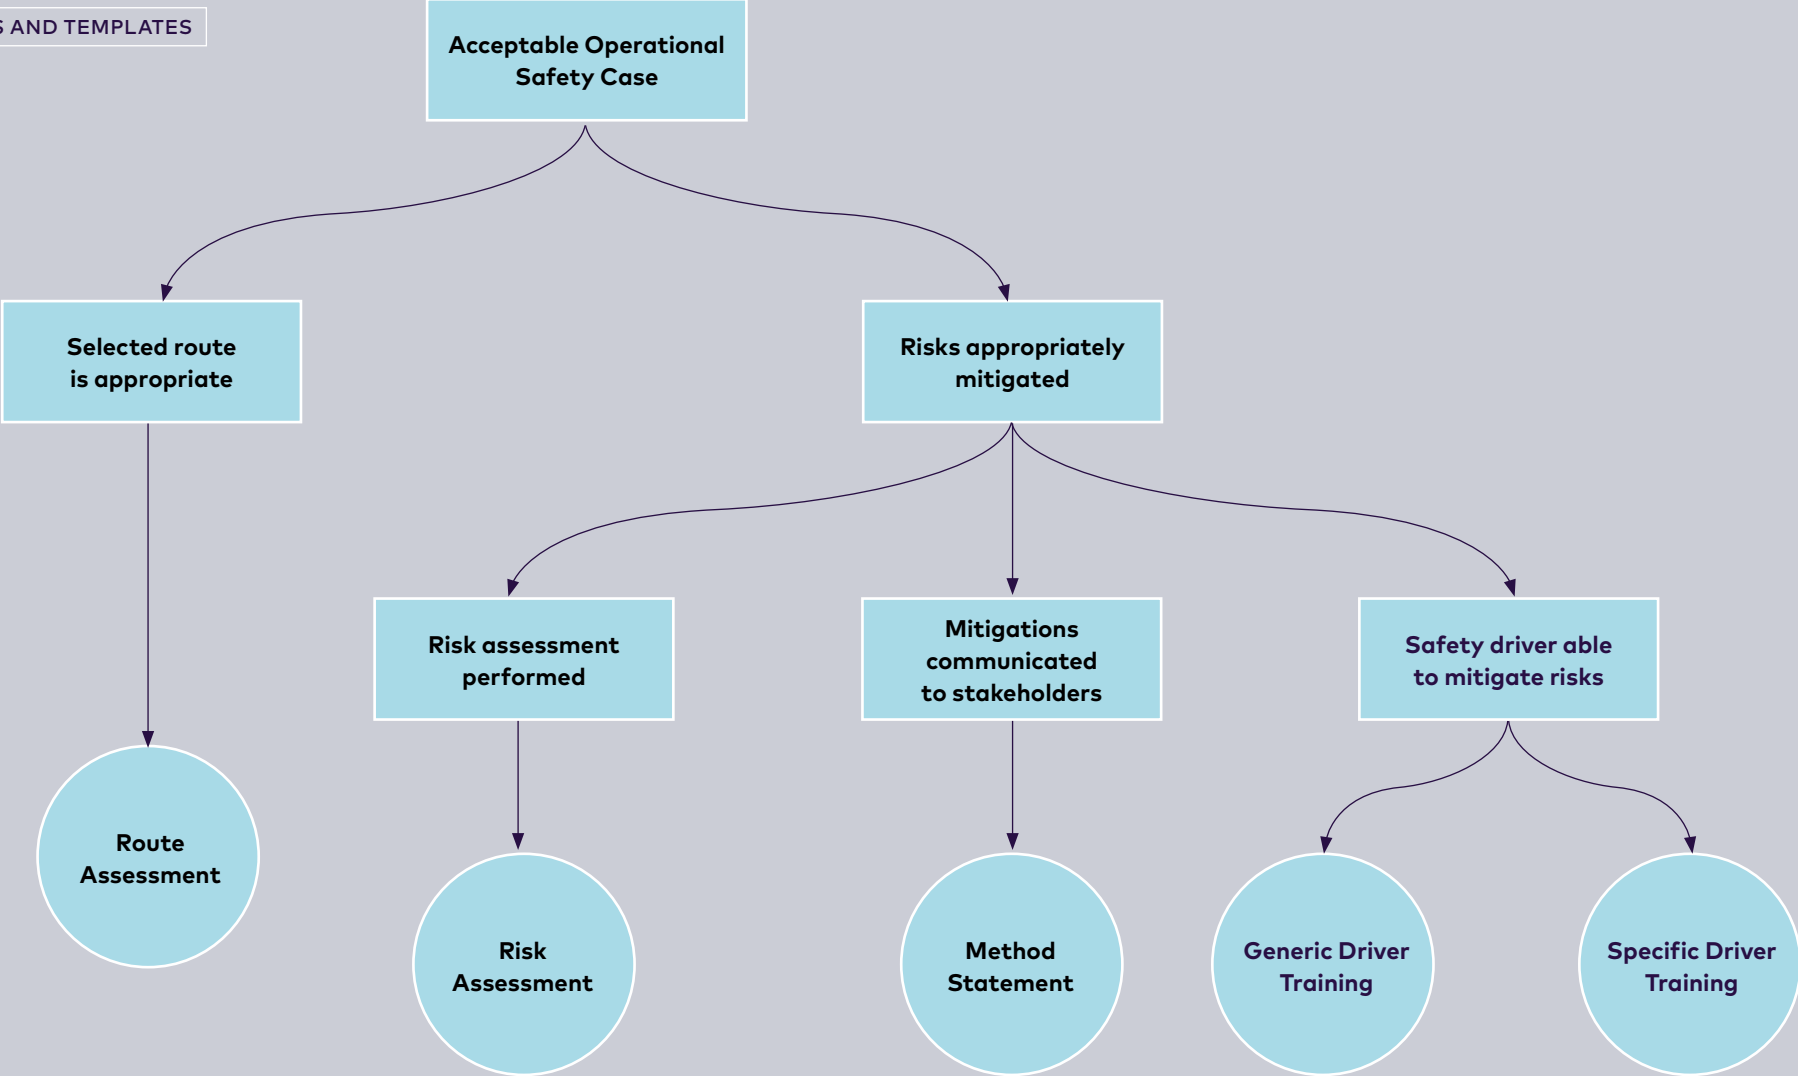 AND TEMPLATES
Acceptable Operational
Safety Case
Selected route
is appropriate
Risks appropriately
mitigated
Risk assessment
performed
Mitigations
communicated
to stakeholders
Safety driver able
to mitigate risks
Route
Assessment
Risk
Assessment
Method
Statement
Generic Driver
Training
Specific Driver
Training